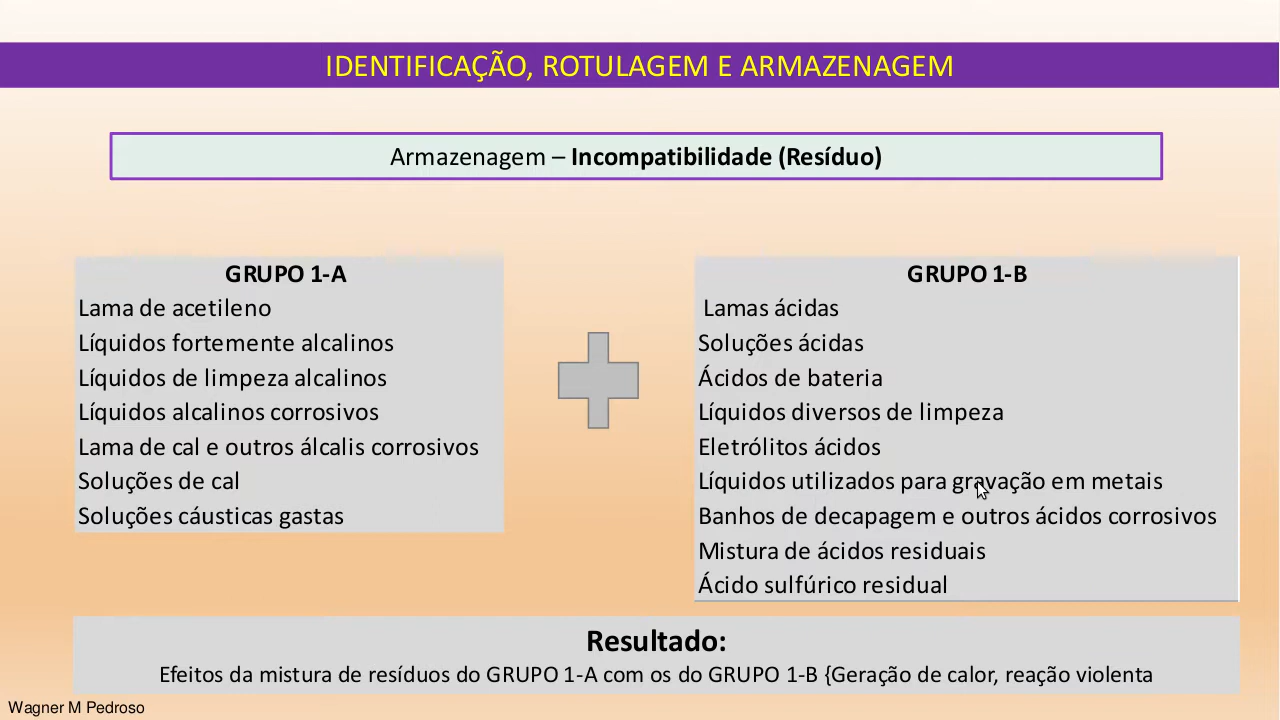 IDENTIFICAÇÃO, ROTULAGEM E ARMAZENAGEM
Armazenagem – Incompatibilidade (Resíduo)
GRUPO 1-A
Lama de acetileno
Líquidos fortemente alcalinos
Líquidos de limpeza alcalinos
Líquidos alcalinos corrosivos
Lama de cal e outros álcalis corrosivos
Soluções de cal
Soluções cáusticas gastas
GRUPO 1-B
Lamas ácidas
Soluções ácidas
Ácidos de bateria
Líquidos diversos de limpeza
Eletrólitos ácidos
Líquidos utilizados para gravação em metais
Banhos de decapagem e outros ácidos corrosivos
Mistura de ácidos residuais
Ácido sulfúrico residual
Resultado:
Efeitos da mistura de resíduos do GRUPO 1-A com os do GRUPO 1-B {Geração de calor, reação violenta
Wagner M Pedroso